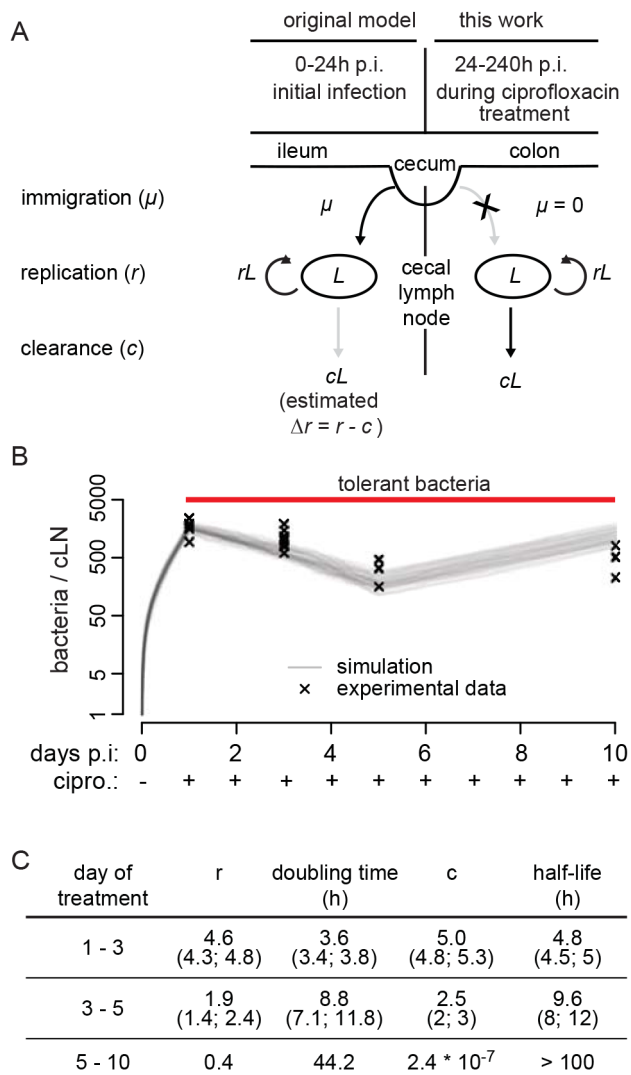 A
original model this work
0-24h p.i. 24-240h p.i.
initial infection during ciprofloxacin
treatment
ileum cecum colon
immigration (μ) μ μ = 0
replication (r) rL L cecal L rL
lymph
node
clearance (c)
cL cL
(estimated
Δr = r - c )
B
tolerant bacteria
bacteria / cLN
5000
500
50
5
1
simulation
experimental data
days p.i: 0 2 4 6 8 10
cipro.: - + + + + + + + + + +
C
day of r doubling time c half-life
treatment (h) (h)
1 - 3 4.6 3.6 5.0 4.8
(4.3; 4.8) (3.4; 3.8) (4.8; 5.3) (4.5; 5)
3 - 5 1.9 8.8 2.5 9.6
(1.4; 2.4) (7.1; 11.8) (2; 3) (8; 12)
5 - 10 0.4 44.2 2.4 * 10-7 > 100